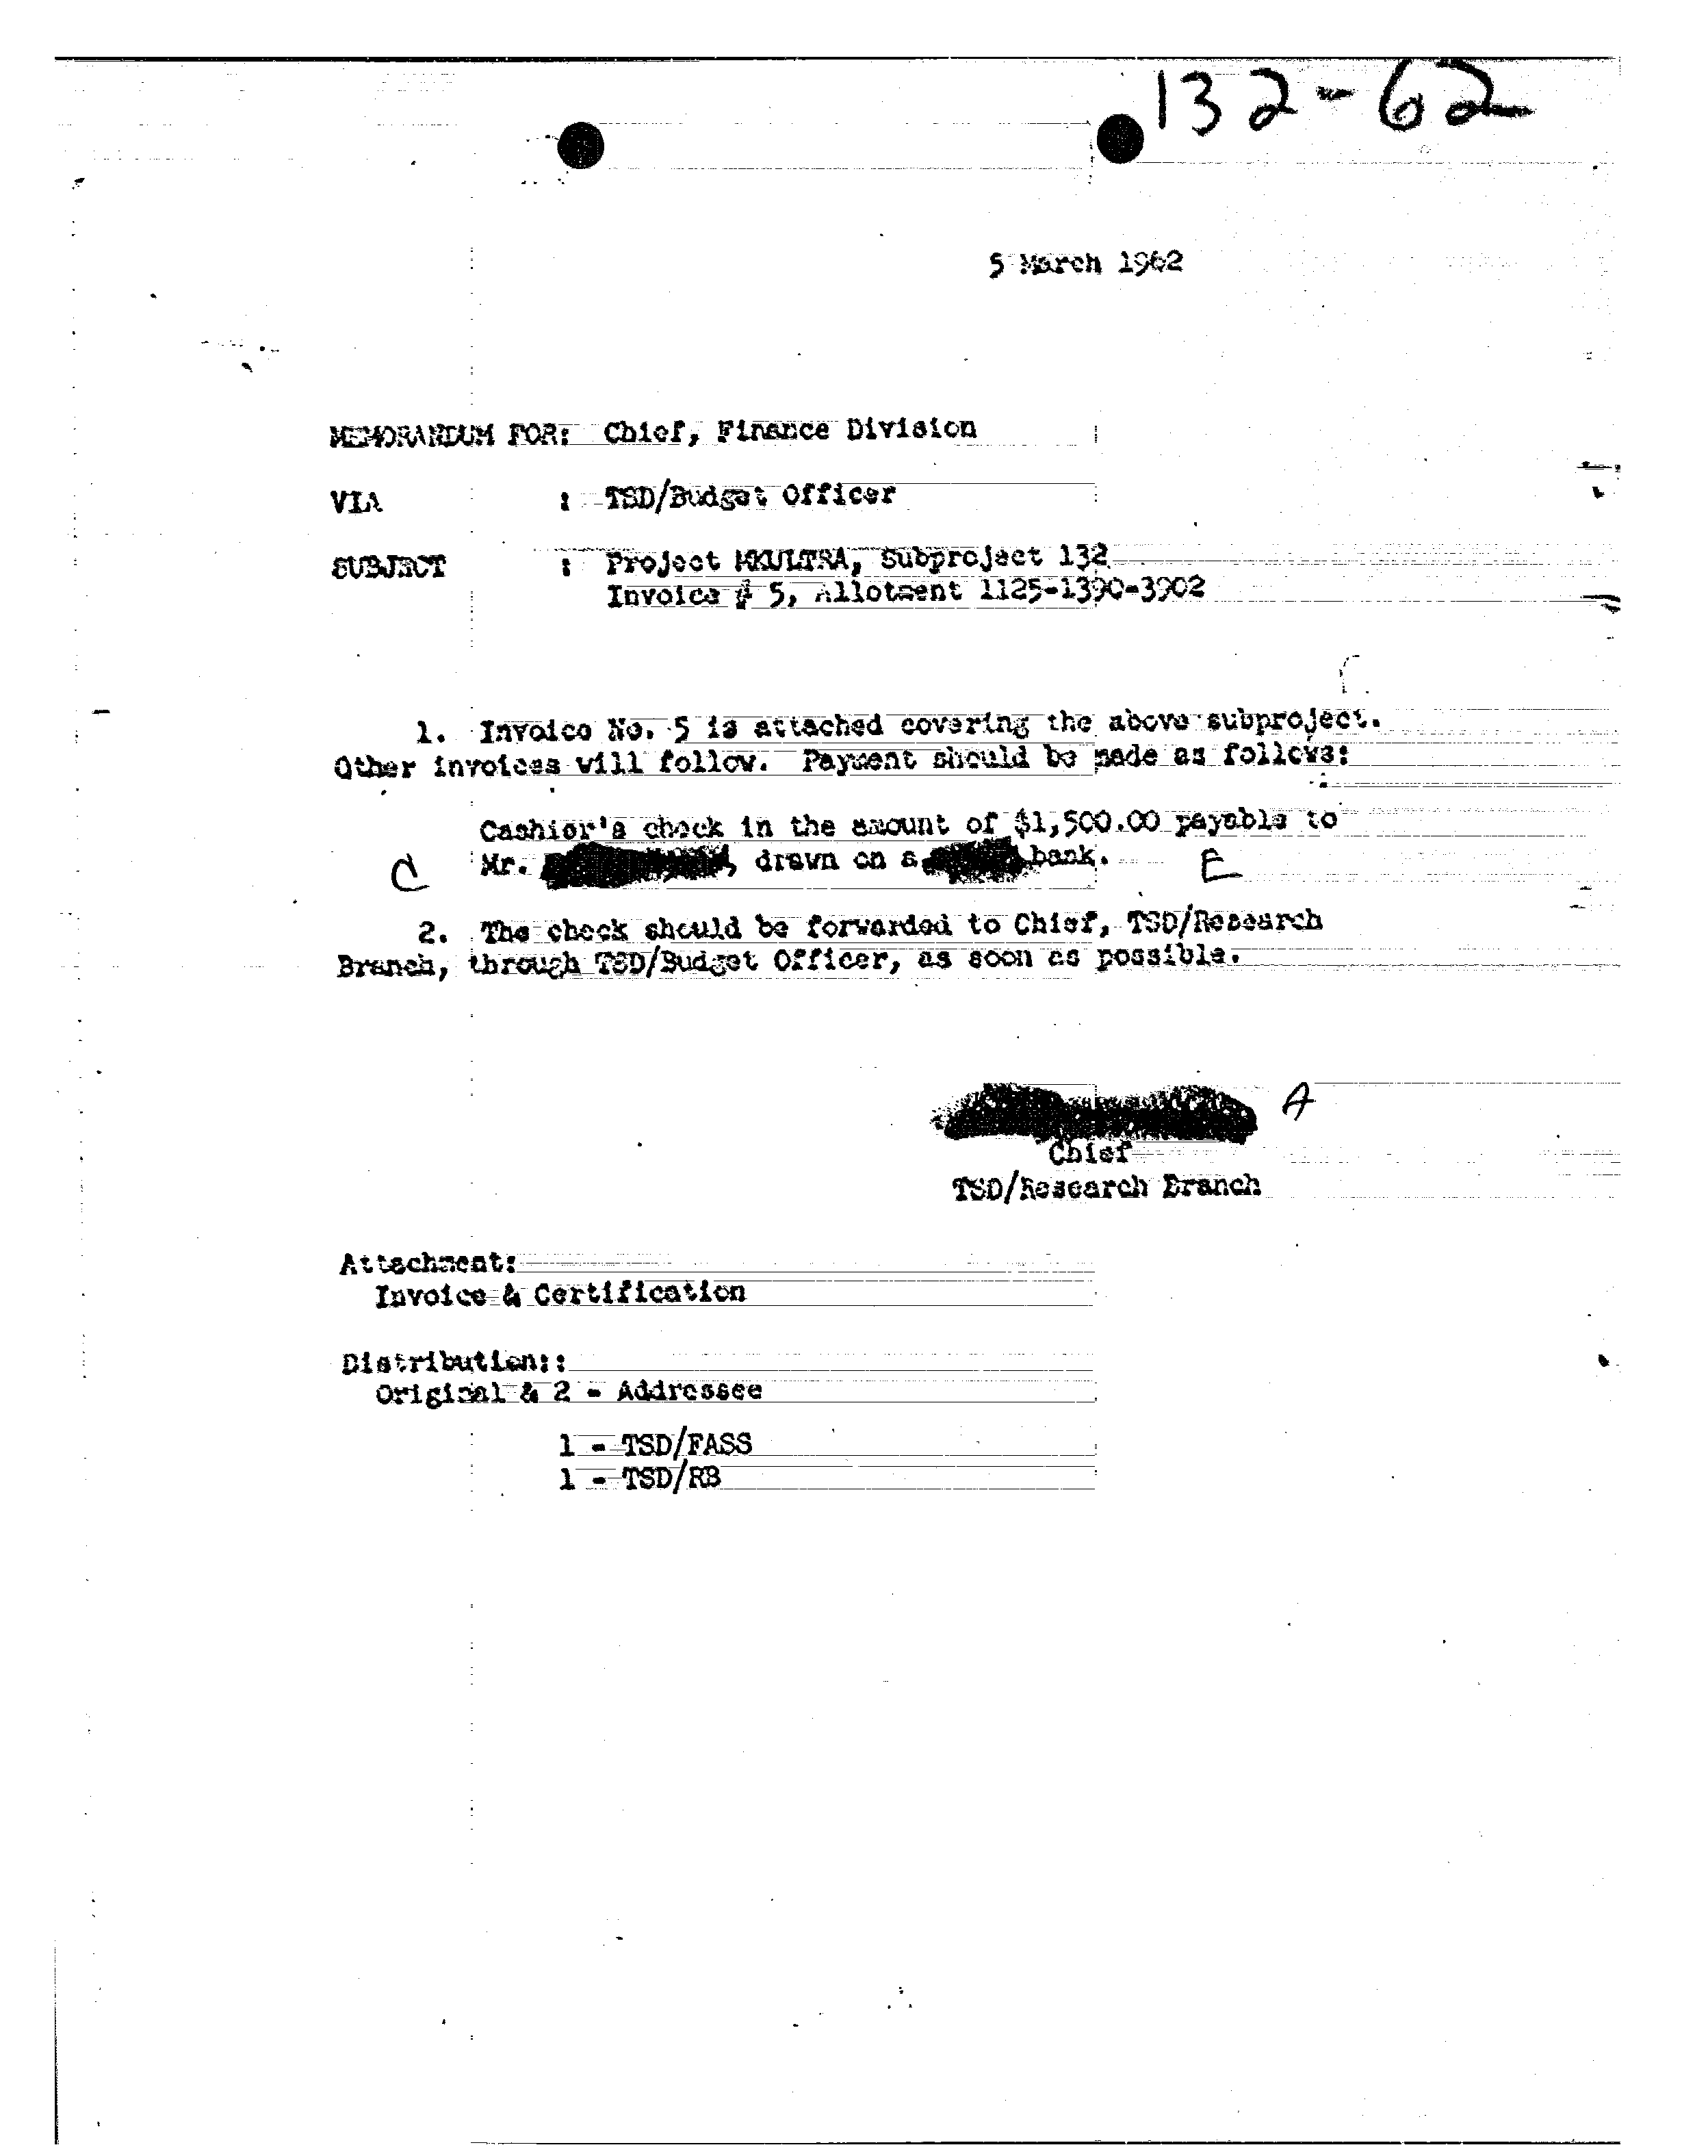 132-62
5 March 1962
MEMORANDUM FOR: Chief, Finance Division
VIA : TSD/Budget Officer
SUBJECT : Project MKULTRA, Subproject 132
Invoice # 5, Allotment 1125-1390-3902
1. Invoice No. 5 is attached covering the above subproject.
Other invoices will follow. Payment should be made as follows:
Cashier's check in the amount of $1,500.00 payable to
C Mr. , drawn on a bank. E
2. The check should be forwarded to Chief, TSD/Research
Branch, through TSD/Budget Officer, as soon as possible.
A
Chief
TSD/Research Branch
Attachment:
Invoice & Certification
Distribution::
Original & 2 - Addressee
1 - TSD/FASS
1 - TSD/RB